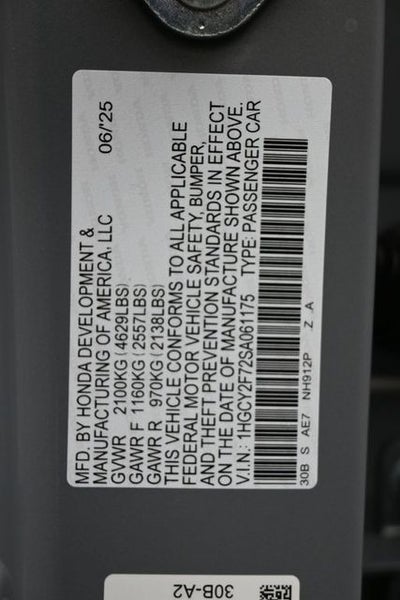 MFD. BY HONDA DEVELOPMENT &
MANUFACTURING OF AMERICA, LLC 06/'25
GVWR 2100KG (4629LBS)
GAWR F 1160KG (2557LBS)
GAWR R 970KG (2138LBS)
THIS VEHICLE CONFORMS TO ALL APPLICABLE
FEDERAL MOTOR VEHICLE SAFETY, BUMPER,
AND THEFT PREVENTION STANDARDS IN EFFECT
ON THE DATE OF MANUFACTURE SHOWN ABOVE.
V.I.N.: 1HGCY2F72SA061175 TYPE: PASSENGER CAR
30B S AE7 NH912P Z A
30B-A2